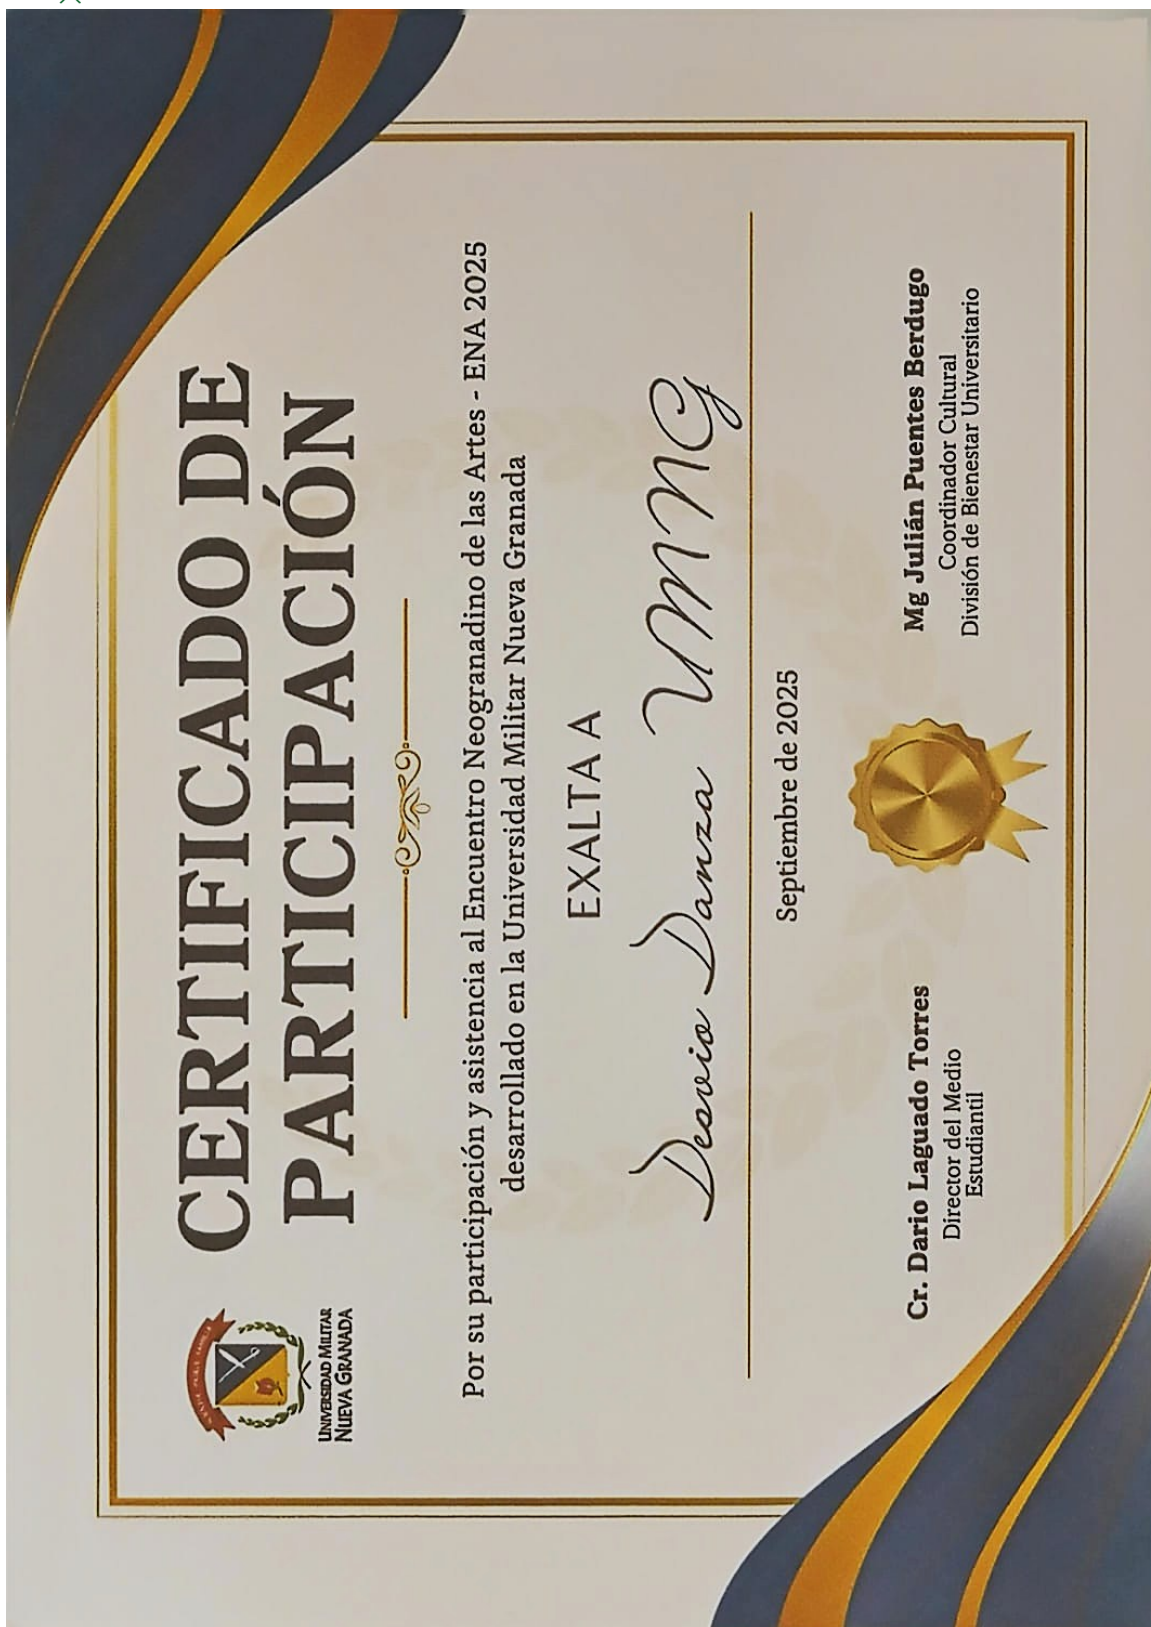 CERTIFICADO DE
PARTICIPACIÓN
UNIVERSIDAD MILITAR
NUEVA GRANADA
Por su participación y asistencia al Encuentro Neogranadino de las Artes - ENA 2025
desarrollado en la Universidad Militar Nueva Granada
EXALTA A
Desvio Danza UMNG
Septiembre de 2025
Cr. Dario Laguado Torres
Director del Medio
Estudiantil
Mg Julián Puentes Berdugo
Coordinador Cultural
División de Bienestar Universitario